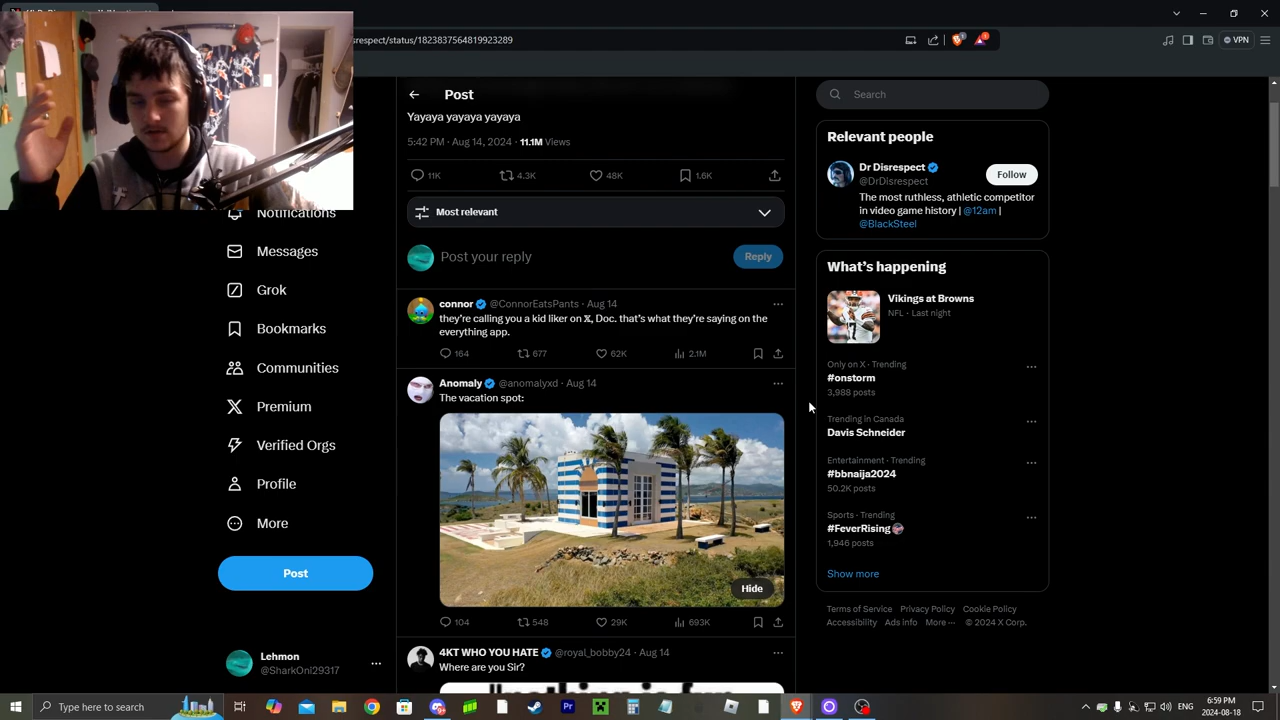 srespect/status/1823837564819923289
VPN
Post
Yayaya yayaya yayaya
5:42 PM · Aug 14, 2024 · 11.1M Views
11K
4.3K
48K
1.6K
Most relevant
Post your reply
Reply
connor @ConnorEatsPants · Aug 14
they're calling you a kid liker on 𝕏, Doc. that's what they're saying on the
everything app.
164
677
62K
2.1M
Anomaly @anomalyxd · Aug 14
The vacation spot:
Hide
104
548
29K
693K
4KT WHO YOU HATE @royal_bobby24 · Aug 14
Where are you Sir?
Notifications
Messages
Grok
Bookmarks
Communities
Premium
Verified Orgs
Profile
More
Post
Lehmon
@SharkOni29317
Search
Relevant people
Dr Disrespect
@DrDisrespect
Follow
The most ruthless, athletic competitor
in video game history | @12am |
@BlackSteel
What's happening
Vikings at Browns
NFL · Last night
Only on X · Trending
#onstorm
3,988 posts
Trending in Canada
Davis Schneider
Entertainment · Trending
#bbnaija2024
50.2K posts
Sports · Trending
#FeverRising
1,946 posts
Show more
Terms of Service Privacy Policy Cookie Policy
Accessibility Ads info More ··· © 2024 X Corp.
Type here to search
ENG
6:59 PM
2024-08-18